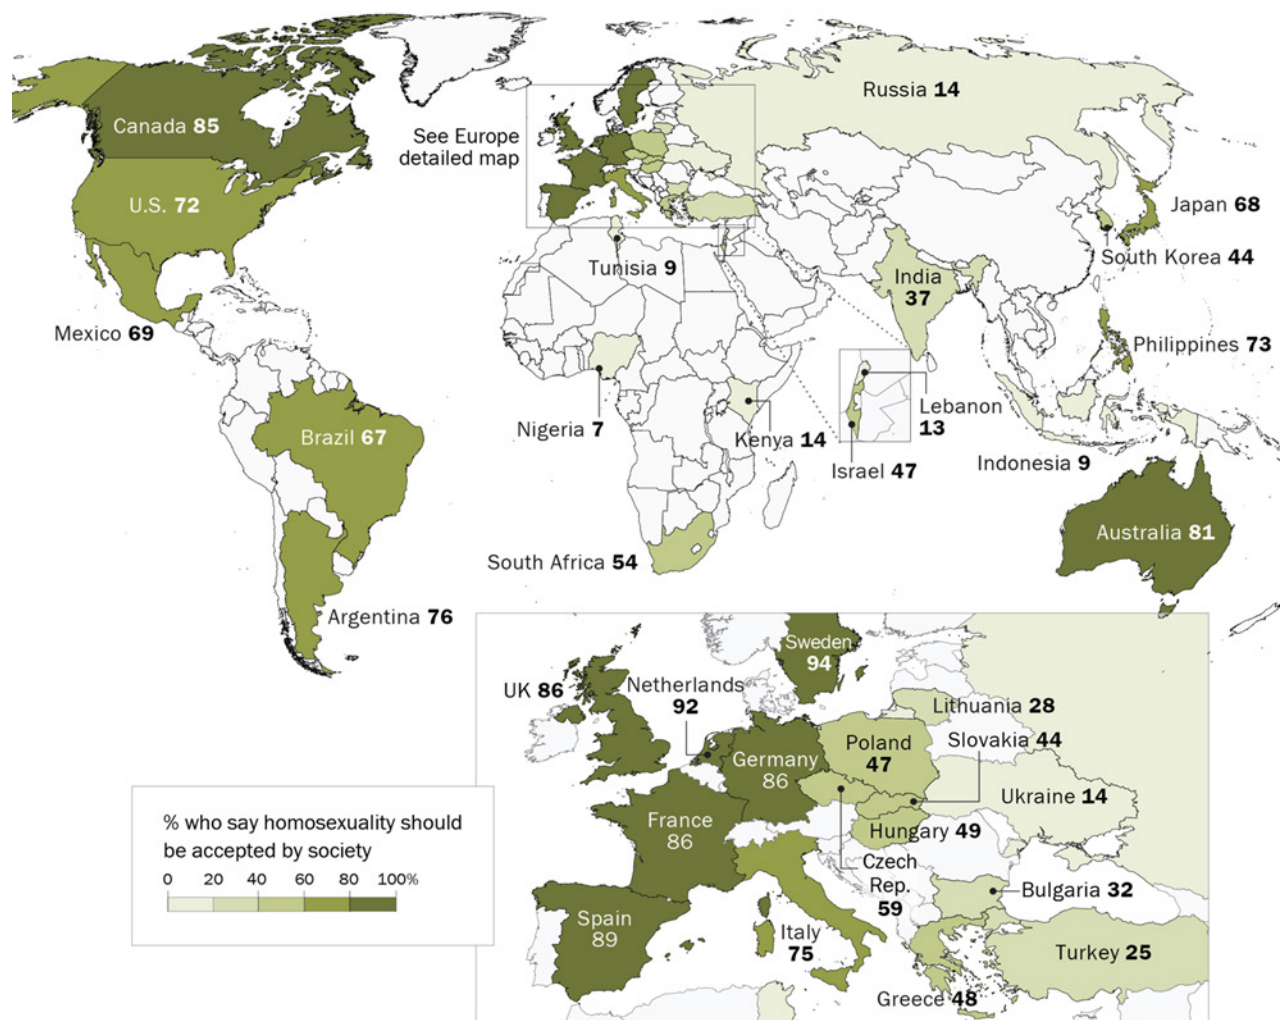 Russia 14
Canada 85
See Europe
detailed map
U.S. 72
Japan 68
South Korea 44
Tunisia 9
India
37
Mexico 69
Philippines 73
Lebanon
13
Nigeria 7
Kenya 14
Brazil 67
Israel 47
Indonesia 9
Australia 81
South Africa 54
Argentina 76
Sweden
94
UK 86
Netherlands
92
Lithuania 28
Slovakia 44
Poland
47
Germany
86
Ukraine 14
France
86
Hungary 49
Czech
Rep.
59
Bulgaria 32
Spain
89
Italy
75
Turkey 25
Greece 48
% who say homosexuality should
be accepted by society
0 20 40 60 80 100%